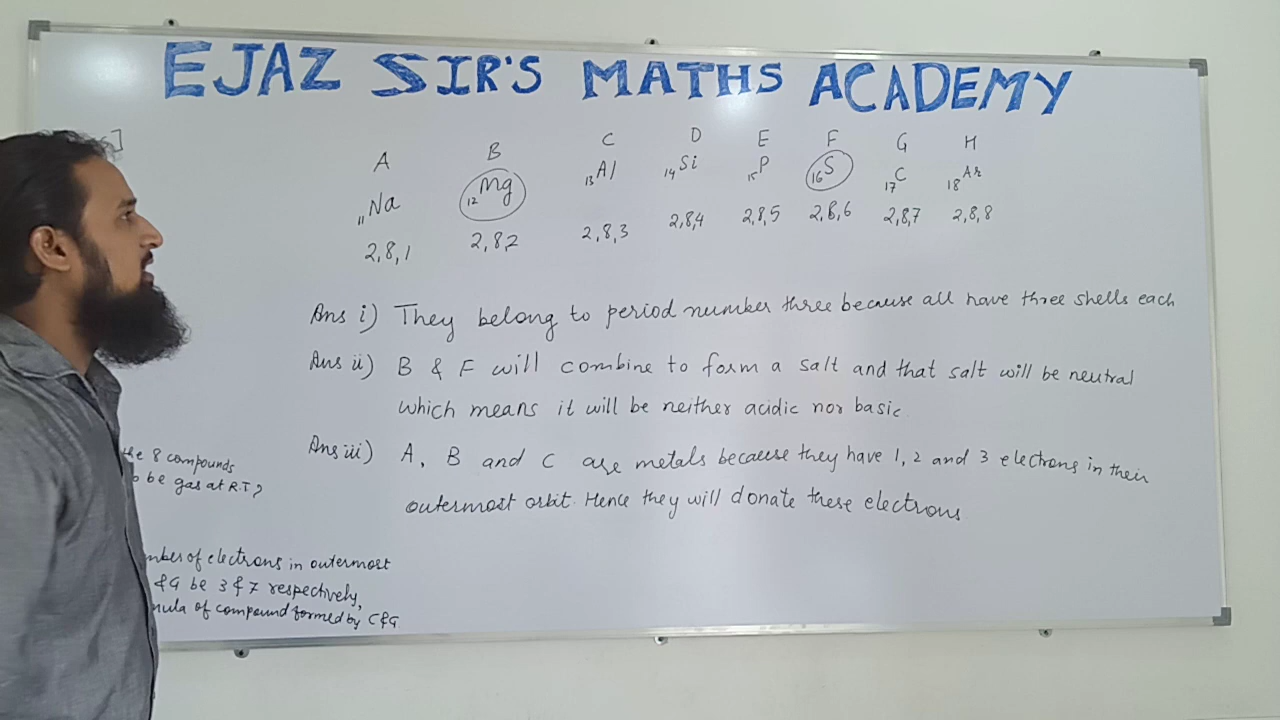 EJAZ SIR'S MATHS ACADEMY
A B C D E F G H
11Na 12Mg 13Al 14Si 15P 16S 17C 18Ar
2,8,1 2,8,2 2,8,3 2,8,4 2,8,5 2,8,6 2,8,7 2,8,8
Ans i) They belong to period number three because all have three shells each
Ans ii) B & F will combine to form a salt and that salt will be neutral
which means it will be neither acidic nor basic.
Ans iii) A, B and C are metals because they have 1, 2 and 3 electrons in their
outermost orbit. Hence they will donate these electrons
the 8 compounds
be gas at R.T?
of electrons in outermost
&G be 3 & 7 respectively,
of compound formed by C&G.